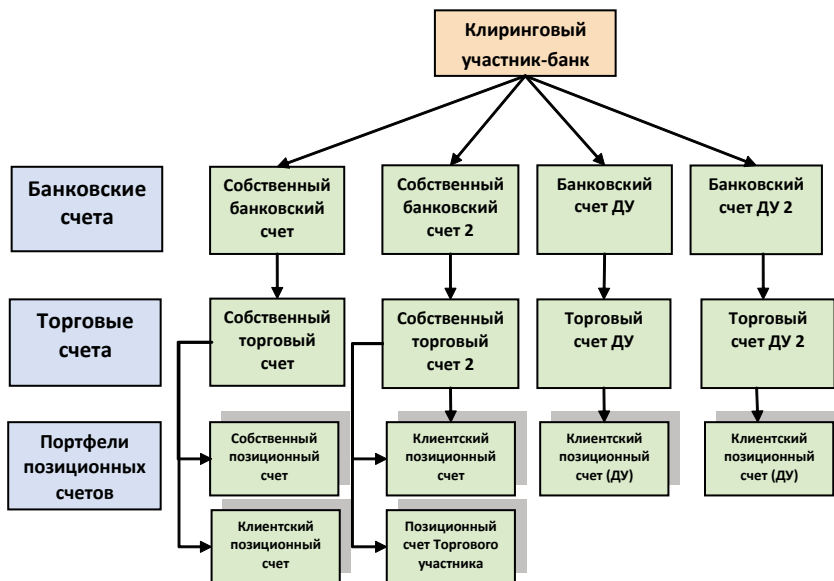 Клиринговый
участник-банк
Банковские
счета
Собственный
банковский
счет
Собственный
банковский
счет 2
Банковский
счет ДУ
Банковский
счет ДУ 2
Торговые
счета
Собственный
торговый
счет
Собственный
торговый
счет 2
Торговый
счет ДУ
Торговый
счет ДУ 2
Портфели
позиционных
счетов
Собственный
позиционный
счет
Клиентский
позиционный
счет
Клиентский
позиционный
счет (ДУ)
Клиентский
позиционный
счет (ДУ)
Клиентский
позиционный
счет
Позиционный
счет Торгового
участника